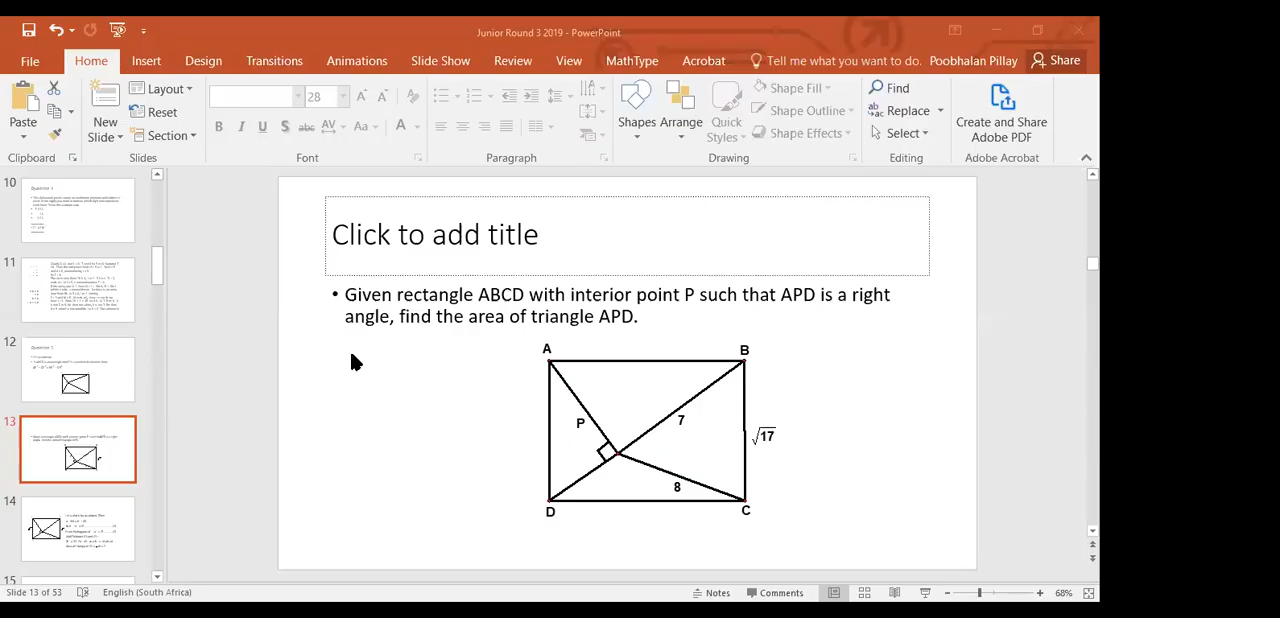 Junior Round 3 2019 - PowerPoint
File Home Insert Design Transitions Animations Slide Show Review View MathType Acrobat Tell me what you want to do. Poobhalan Pillay Share
Paste
New Slide
Layout
Reset
Section
28
B I U S abc AV Aa A
Shapes Arrange Quick Styles
Shape Fill
Shape Outline
Shape Effects
Find
Replace
Select
Create and Share Adobe PDF
Clipboard Slides Font Paragraph Drawing Editing Adobe Acrobat
10
11
12
13
14
15
Click to add title
• Given rectangle ABCD with interior point P such that APD is a right
angle, find the area of triangle APD.
A B
P 7 √17
8
D C
Slide 13 of 53 English (South Africa) Notes Comments 68%